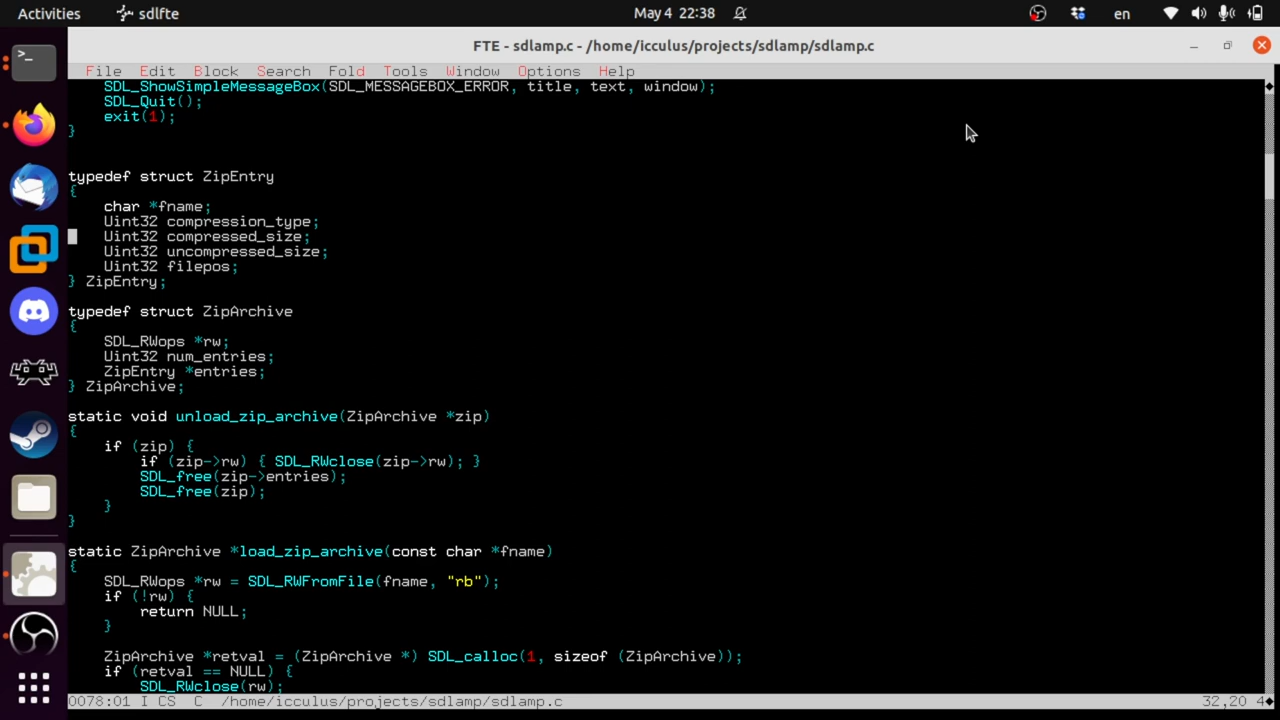 Activities sdlfte May 4 22:38 en
FTE - sdlamp.c - /home/icculus/projects/sdlamp/sdlamp.c
File Edit Block Search Fold Tools Window Options Help
SDL_ShowSimpleMessageBox(SDL_MESSAGEBOX_ERROR, title, text, window);
SDL_Quit();
exit(1);
}
typedef struct ZipEntry
{
char *fname;
Uint32 compression_type;
Uint32 compressed_size;
Uint32 uncompressed_size;
Uint32 filepos;
} ZipEntry;
typedef struct ZipArchive
{
SDL_RWops *rw;
Uint32 num_entries;
ZipEntry *entries;
} ZipArchive;
static void unload_zip_archive(ZipArchive *zip)
{
if (zip) {
if (zip->rw) { SDL_RWclose(zip->rw); }
SDL_free(zip->entries);
SDL_free(zip);
}
}
static ZipArchive *load_zip_archive(const char *fname)
{
SDL_RWops *rw = SDL_RWFromFile(fname, "rb");
if (!rw) {
return NULL;
}
ZipArchive *retval = (ZipArchive *) SDL_calloc(1, sizeof (ZipArchive));
if (retval == NULL) {
SDL_RWclose(rw);
0078:01 I CS C /home/icculus/projects/sdlamp/sdlamp.c 32,20 4